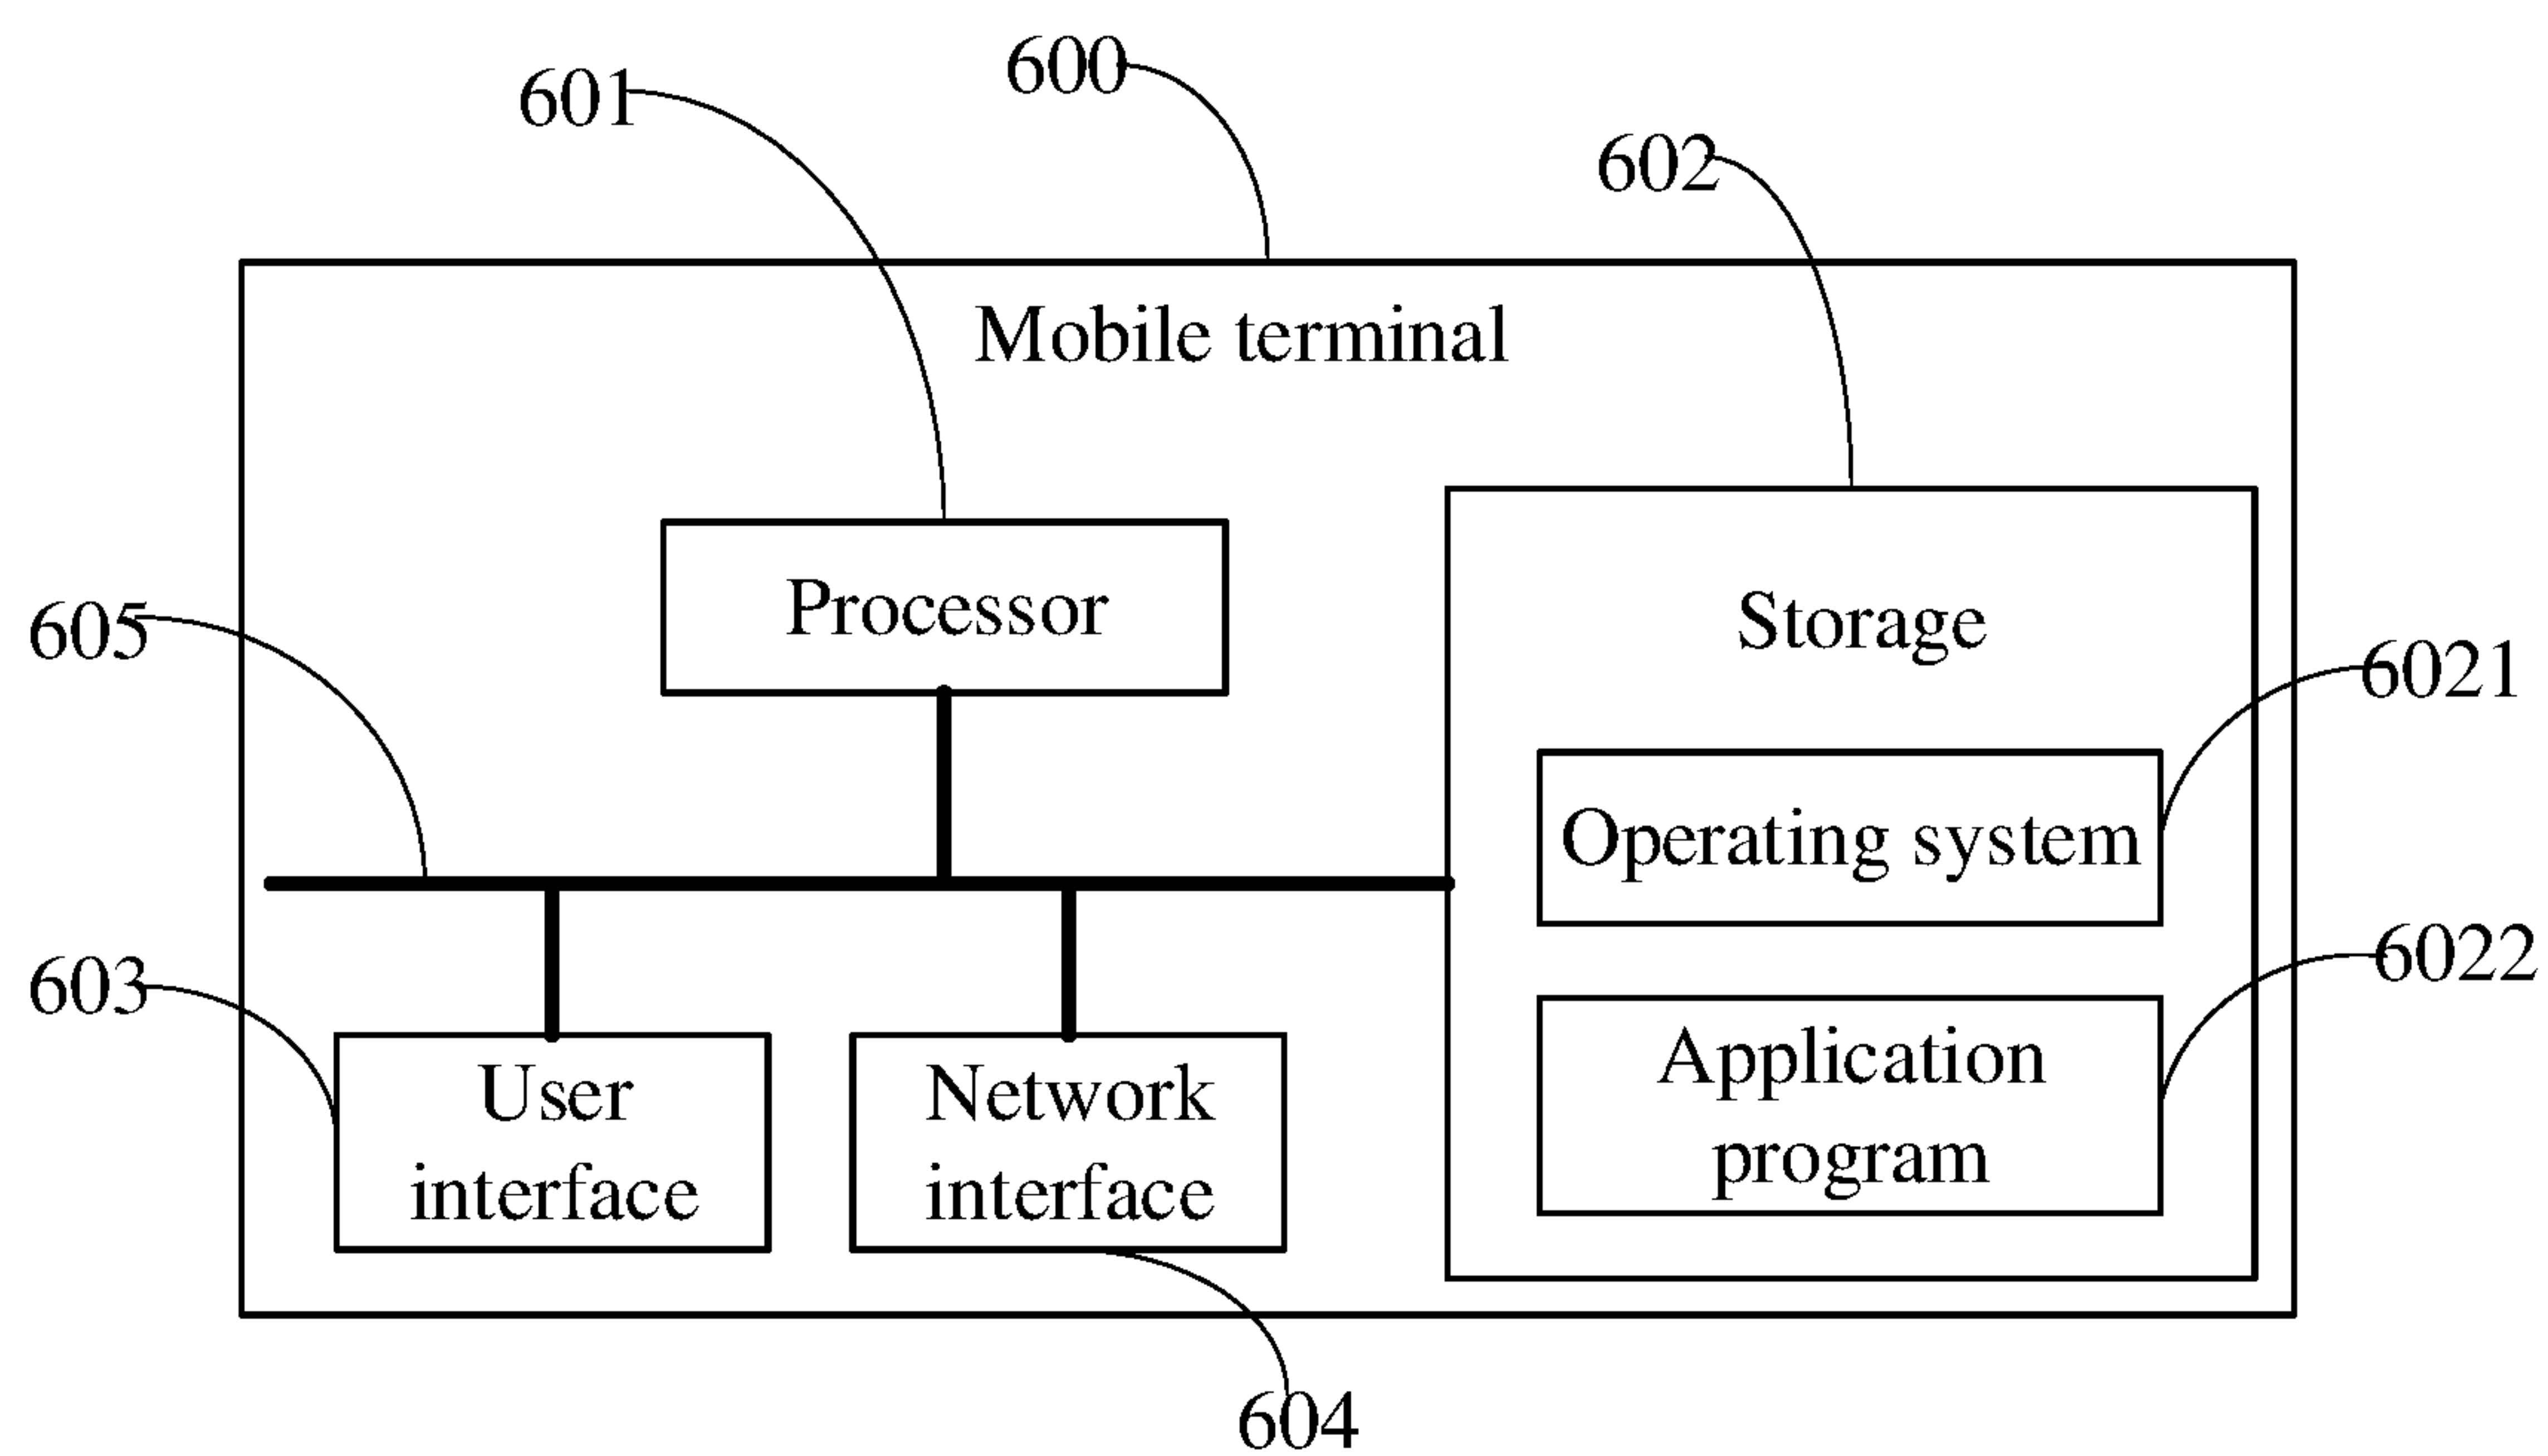 600
601
602
Mobile terminal
Processor
605
Storage
6021
Operating system
603
6022
User
interface
Network
interface
Application
program
604